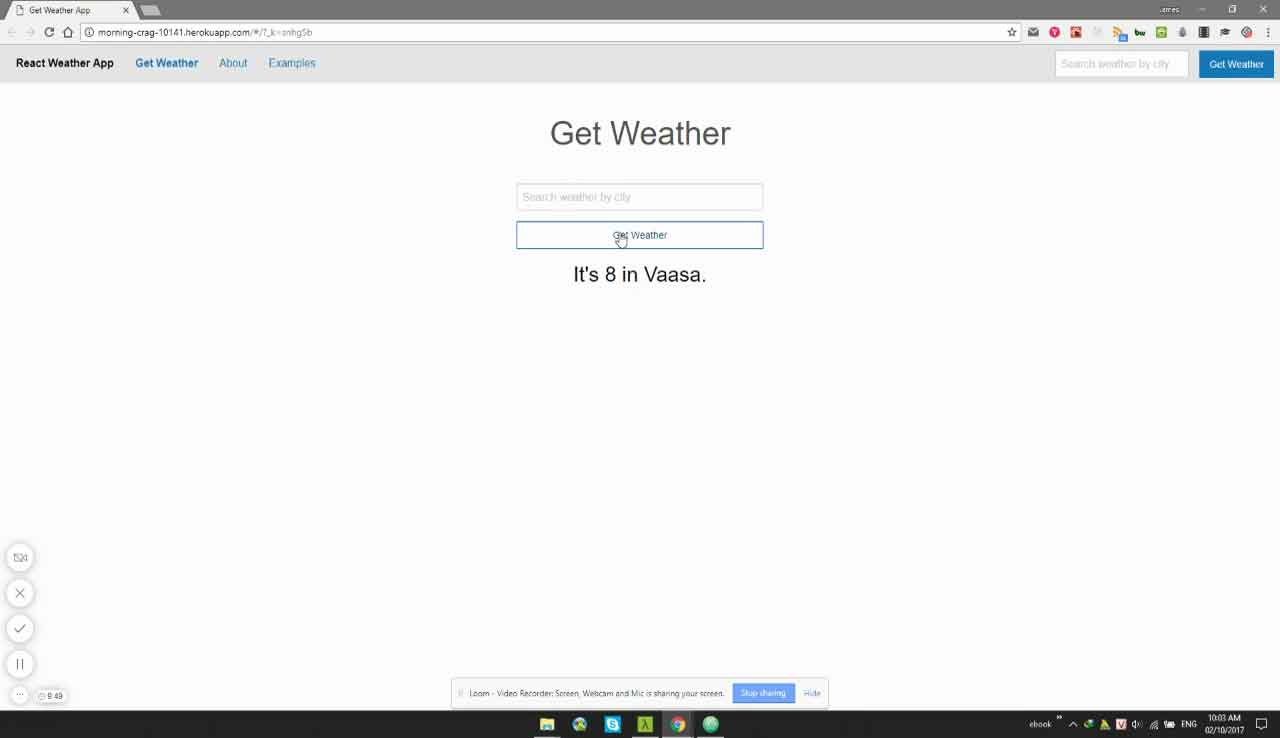 Get Weather App
James
morning-crag-10141.herokuapp.com/#/?_k=snhg5b
React Weather App Get Weather About Examples Search weather by city Get Weather
Get Weather
Search weather by city
Get Weather
It's 8 in Vaasa.
9:49
Loom - Video Recorder: Screen, Webcam and Mic is sharing your screen. Stop sharing Hide
ebook ENG 10:03 AM
02/10/2017